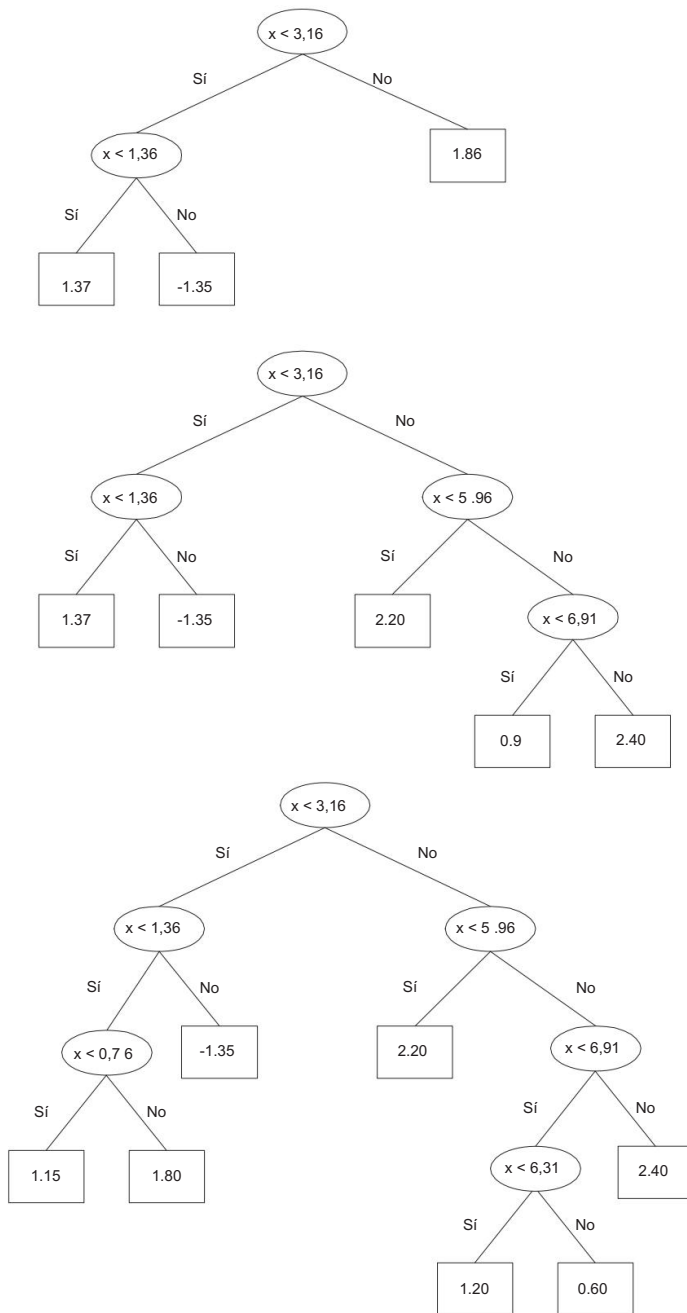 x < 3,16
Sí
No
x < 1,36
1.86
Sí
No
1.37
-1.35
x < 3,16
Sí
No
x < 1,36
x < 5 .96
Sí
No
Sí
No
1.37
-1.35
2.20
x < 6,91
Sí
No
0.9
2.40
x < 3,16
Sí
No
x < 1,36
x < 5 .96
Sí
No
Sí
No
x < 0,7 6
-1.35
2.20
x < 6,91
Sí
No
Sí
No
1.15
1.80
x < 6,31
2.40
Sí
No
1.20
0.60